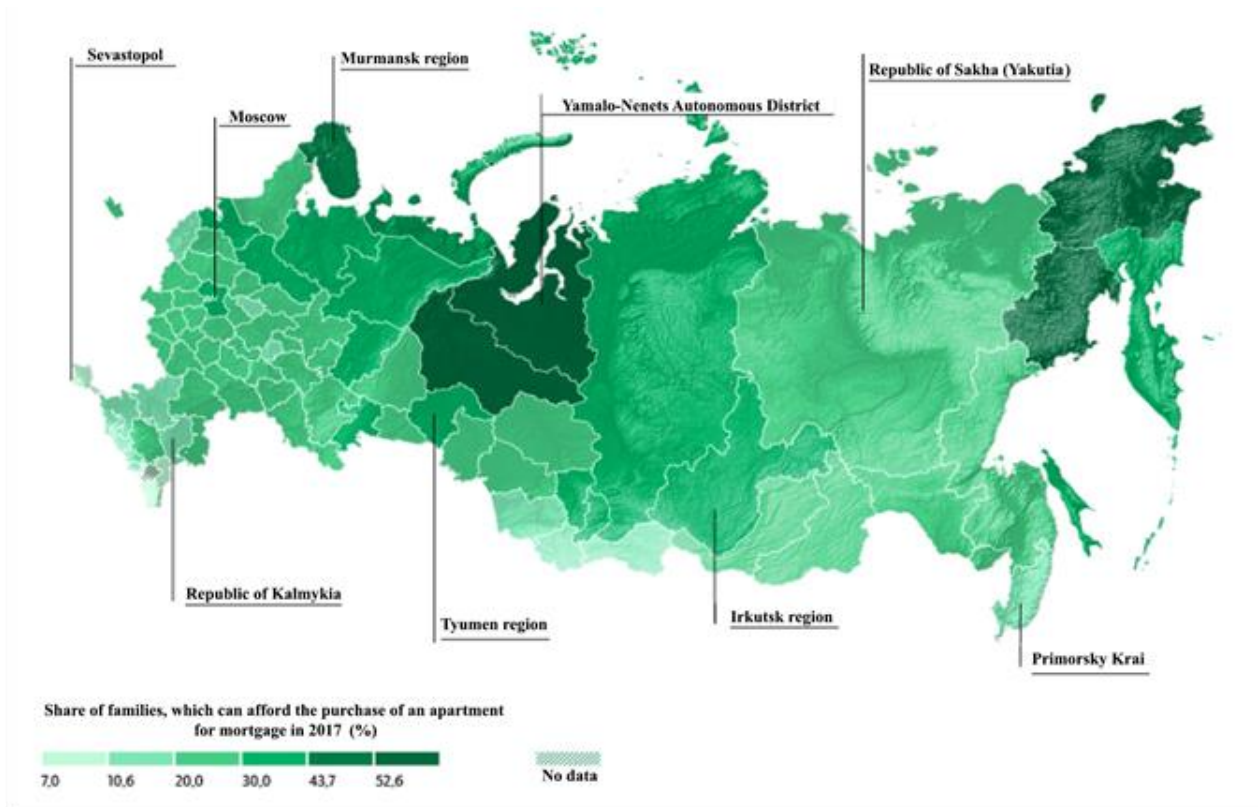 Sevastopol
Murmansk region
Republic of Sakha (Yakutia)
Yamalo-Nenets Autonomous District
Moscow
Republic of Kalmykia
Tyumen region
Irkutsk region
Primorsky Krai
Share of families, which can afford the purchase of an apartment
for mortgage in 2017 (%)
7,0 10,6 20,0 30,0 43,7 52,6
No data